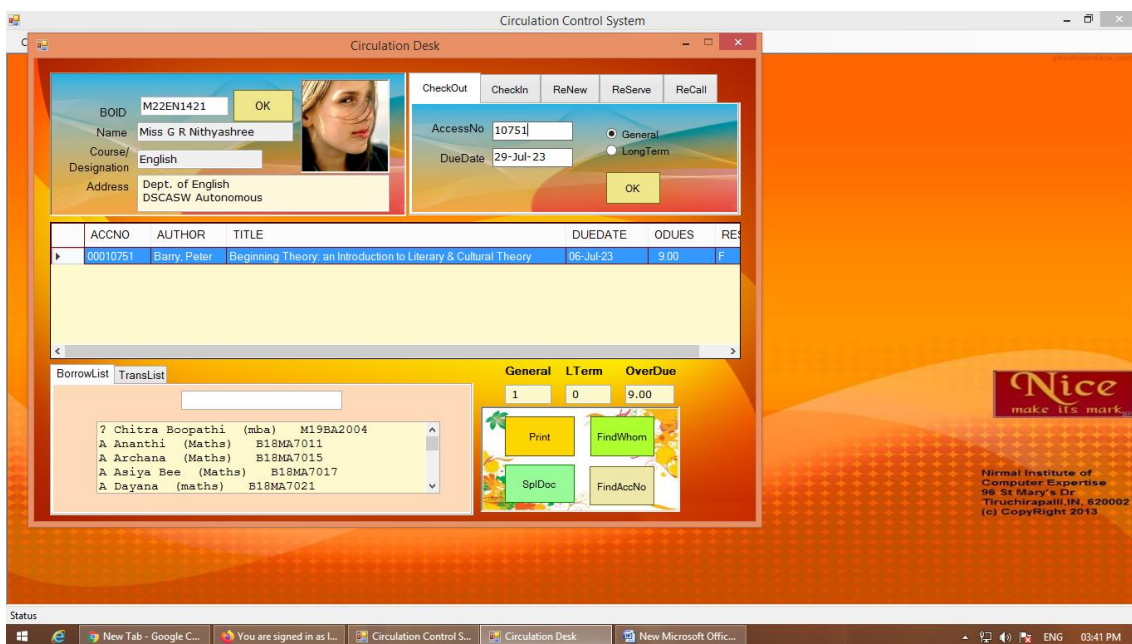 Circulation Control System
Circulation Desk
BOID M22EN1421 OK
Name Miss G R Nithyashree
Course/
Designation English
Address Dept. of English
DSCASW Autonomous
CheckOut CheckIn ReNew ReServe ReCall
AccessNo 10751
General
DueDate 29-Jul-23
LongTerm
OK
ACCNO AUTHOR TITLE DUEDATE ODUES RES
00010751 Barry, Peter Beginning Theory: an Introduction to Literary & Cultural Theory 06-Jul-23 9.00 F
BorrowList TransList
? Chitra Boopathi (mba) M19BA2004
A Ananthi (Maths) B18MA7011
A Archana (Maths) B18MA7015
A Asiya Bee (Maths) B18MA7017
A Dayana (maths) B18MA7021
General LTerm OverDue
1 0 9.00
Print FindWhom
SplDoc FindAccNo
Nice
make its mark
Nirmal Institute of
Computer Expertise
96 St Mary's Dr
Tiruchirapalli,IN, 620002
(c) CopyRight 2013
Status
New Tab - Google C... You are signed in as I... Circulation Control S... Circulation Desk New Microsoft Offic... ENG 03:41 PM